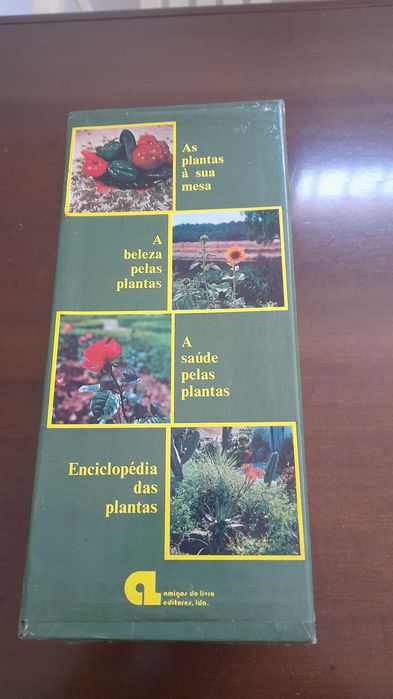 As
plantas
à sua
mesa
A
beleza
pelas
plantas
A
saúde
pelas
plantas
Enciclopédia
das
plantas
amigos do livro
editores, lda.